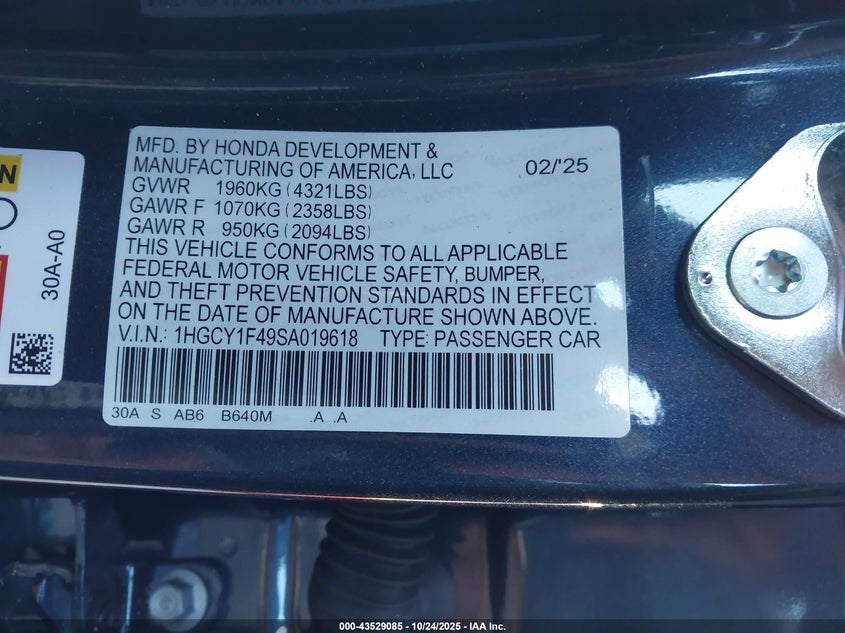 MFD. BY HONDA DEVELOPMENT &
MANUFACTURING OF AMERICA, LLC 02/'25
GVWR 1960KG (4321LBS)
GAWR F 1070KG (2358LBS)
GAWR R 950KG (2094LBS)
THIS VEHICLE CONFORMS TO ALL APPLICABLE
FEDERAL MOTOR VEHICLE SAFETY, BUMPER,
AND THEFT PREVENTION STANDARDS IN EFFECT
ON THE DATE OF MANUFACTURE SHOWN ABOVE.
V.I.N.: 1HGCY1F49SA019618 TYPE: PASSENGER CAR
30A S AB6 B640M .A .A
30A-A0
000-43529085 - 10/24/2025 - IAA Inc.